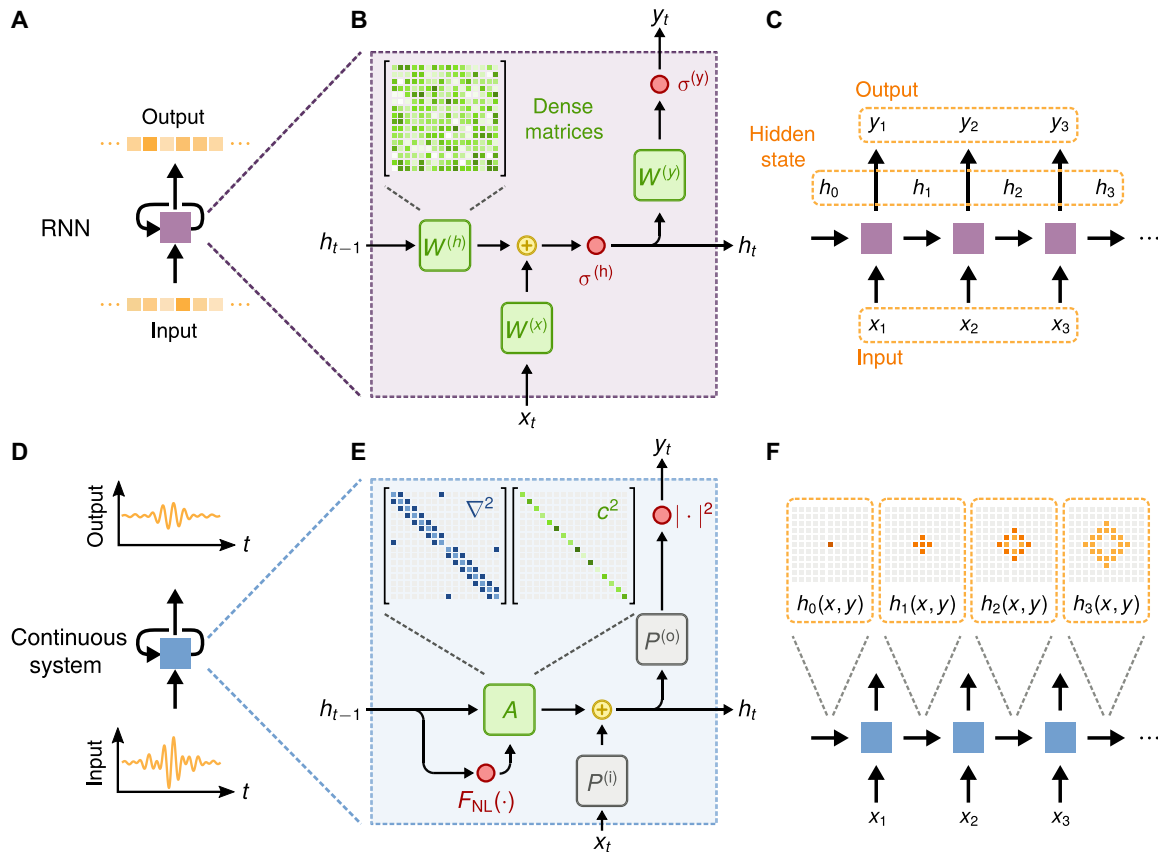 A
Output
RNN
Input
B
y_t
σ^(y)
Dense
matrices
W^(y)
h_{t−1}
W^(h)
+
σ^(h)
h_t
W^(x)
x_t
C
Output
y_1 y_2 y_3
Hidden
state
h_0 h_1 h_2 h_3
...
x_1 x_2 x_3
Input
D
Output
t
Continuous
system
Input
t
E
y_t
∇^2
c^2
|·|^2
P^(o)
h_{t−1}
A
+
h_t
P^(i)
F_NL(·)
x_t
F
h_0(x, y) h_1(x, y) h_2(x, y) h_3(x, y)
...
x_1 x_2 x_3